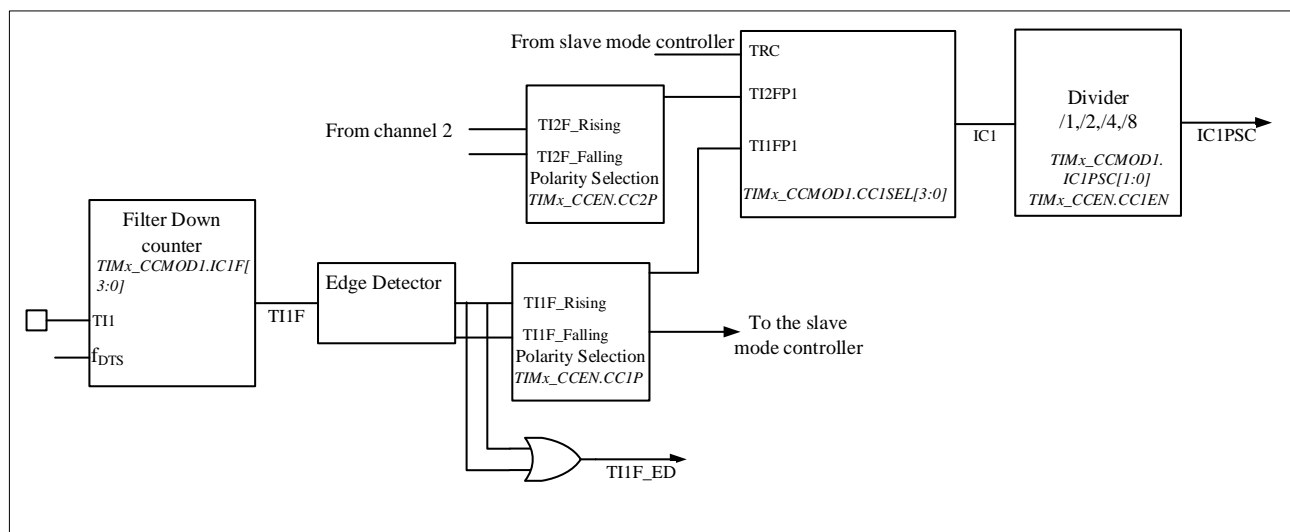 From slave mode controller
TRC
TI2FP1
TI1FP1
TIMx_CCMOD1.CC1SEL[3:0]
IC1
Divider
/1,/2,/4,/8
TIMx_CCMOD1.
IC1PSC[1:0]
TIMx_CCEN.CC1EN
IC1PSC
From channel 2
TI2F_Rising
TI2F_Falling
Polarity Selection
TIMx_CCEN.CC2P
Filter Down
counter
TIMx_CCMOD1.IC1F[
3:0]
TI1
fDTS
TI1F
Edge Detector
TI1F_Rising
TI1F_Falling
Polarity Selection
TIMx_CCEN.CC1P
To the slave
mode controller
TI1F_ED